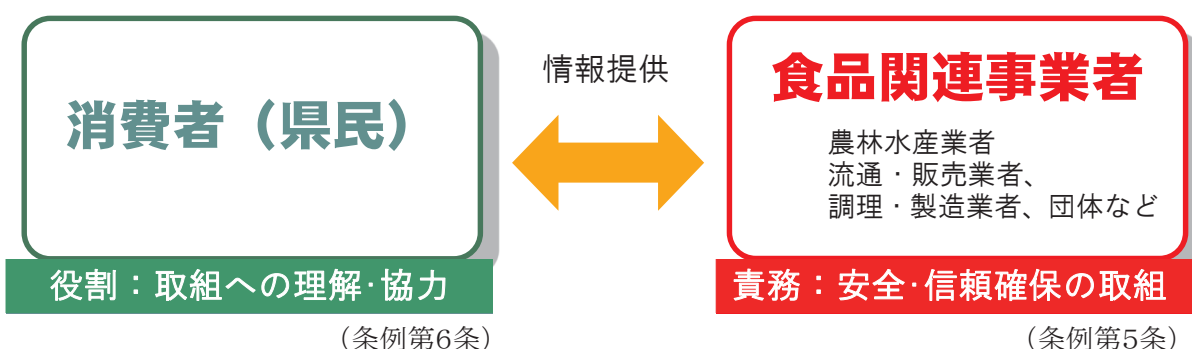 消費者（県民）
役割：取組への理解･協力
（条例第6条）
情報提供
食品関連事業者
農林水産業者
流通・販売業者、
調理・製造業者、団体など
責務：安全･信頼確保の取組
（条例第5条）